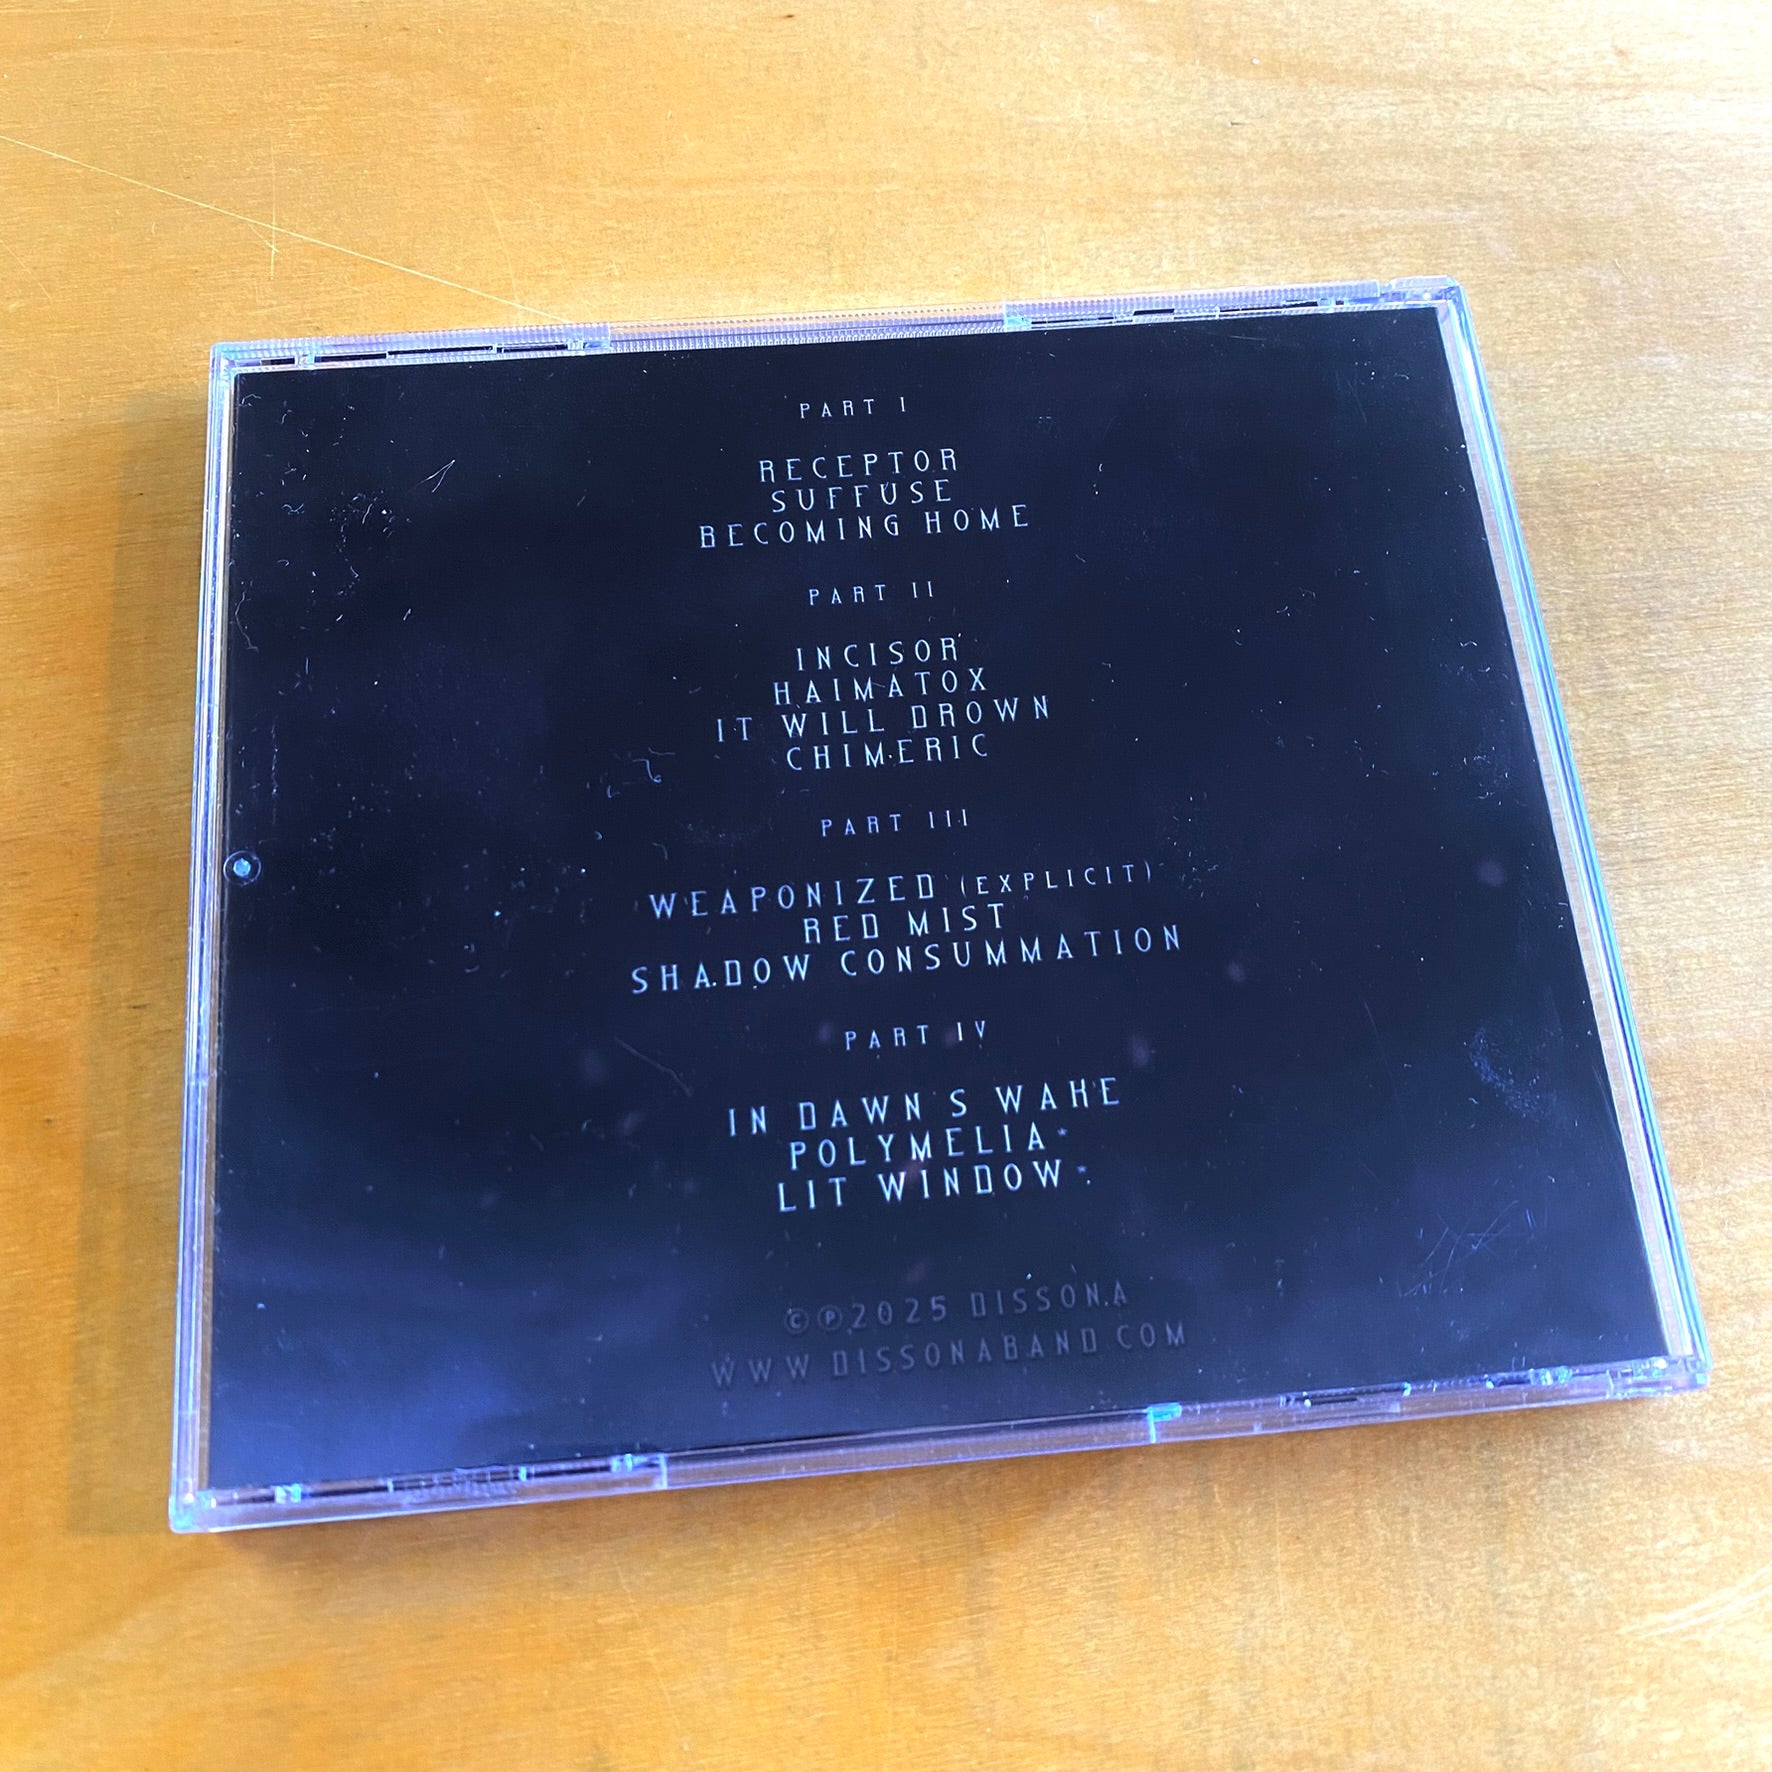 PART I
RECEPTOR
SUFFUSE
BECOMING HOME
PART II
INCISOR
HAIMATOX
IT WILL DROWN
CHIMERIC
PART III
WEAPONIZED (EXPLICIT)
RED MIST
SHADOW CONSUMMATION
PART IV
IN DAWN'S WAKE
POLYMELIA*
LIT WINDOW*
©℗2025 DISSONA
WWW.DISSONABAND.COM